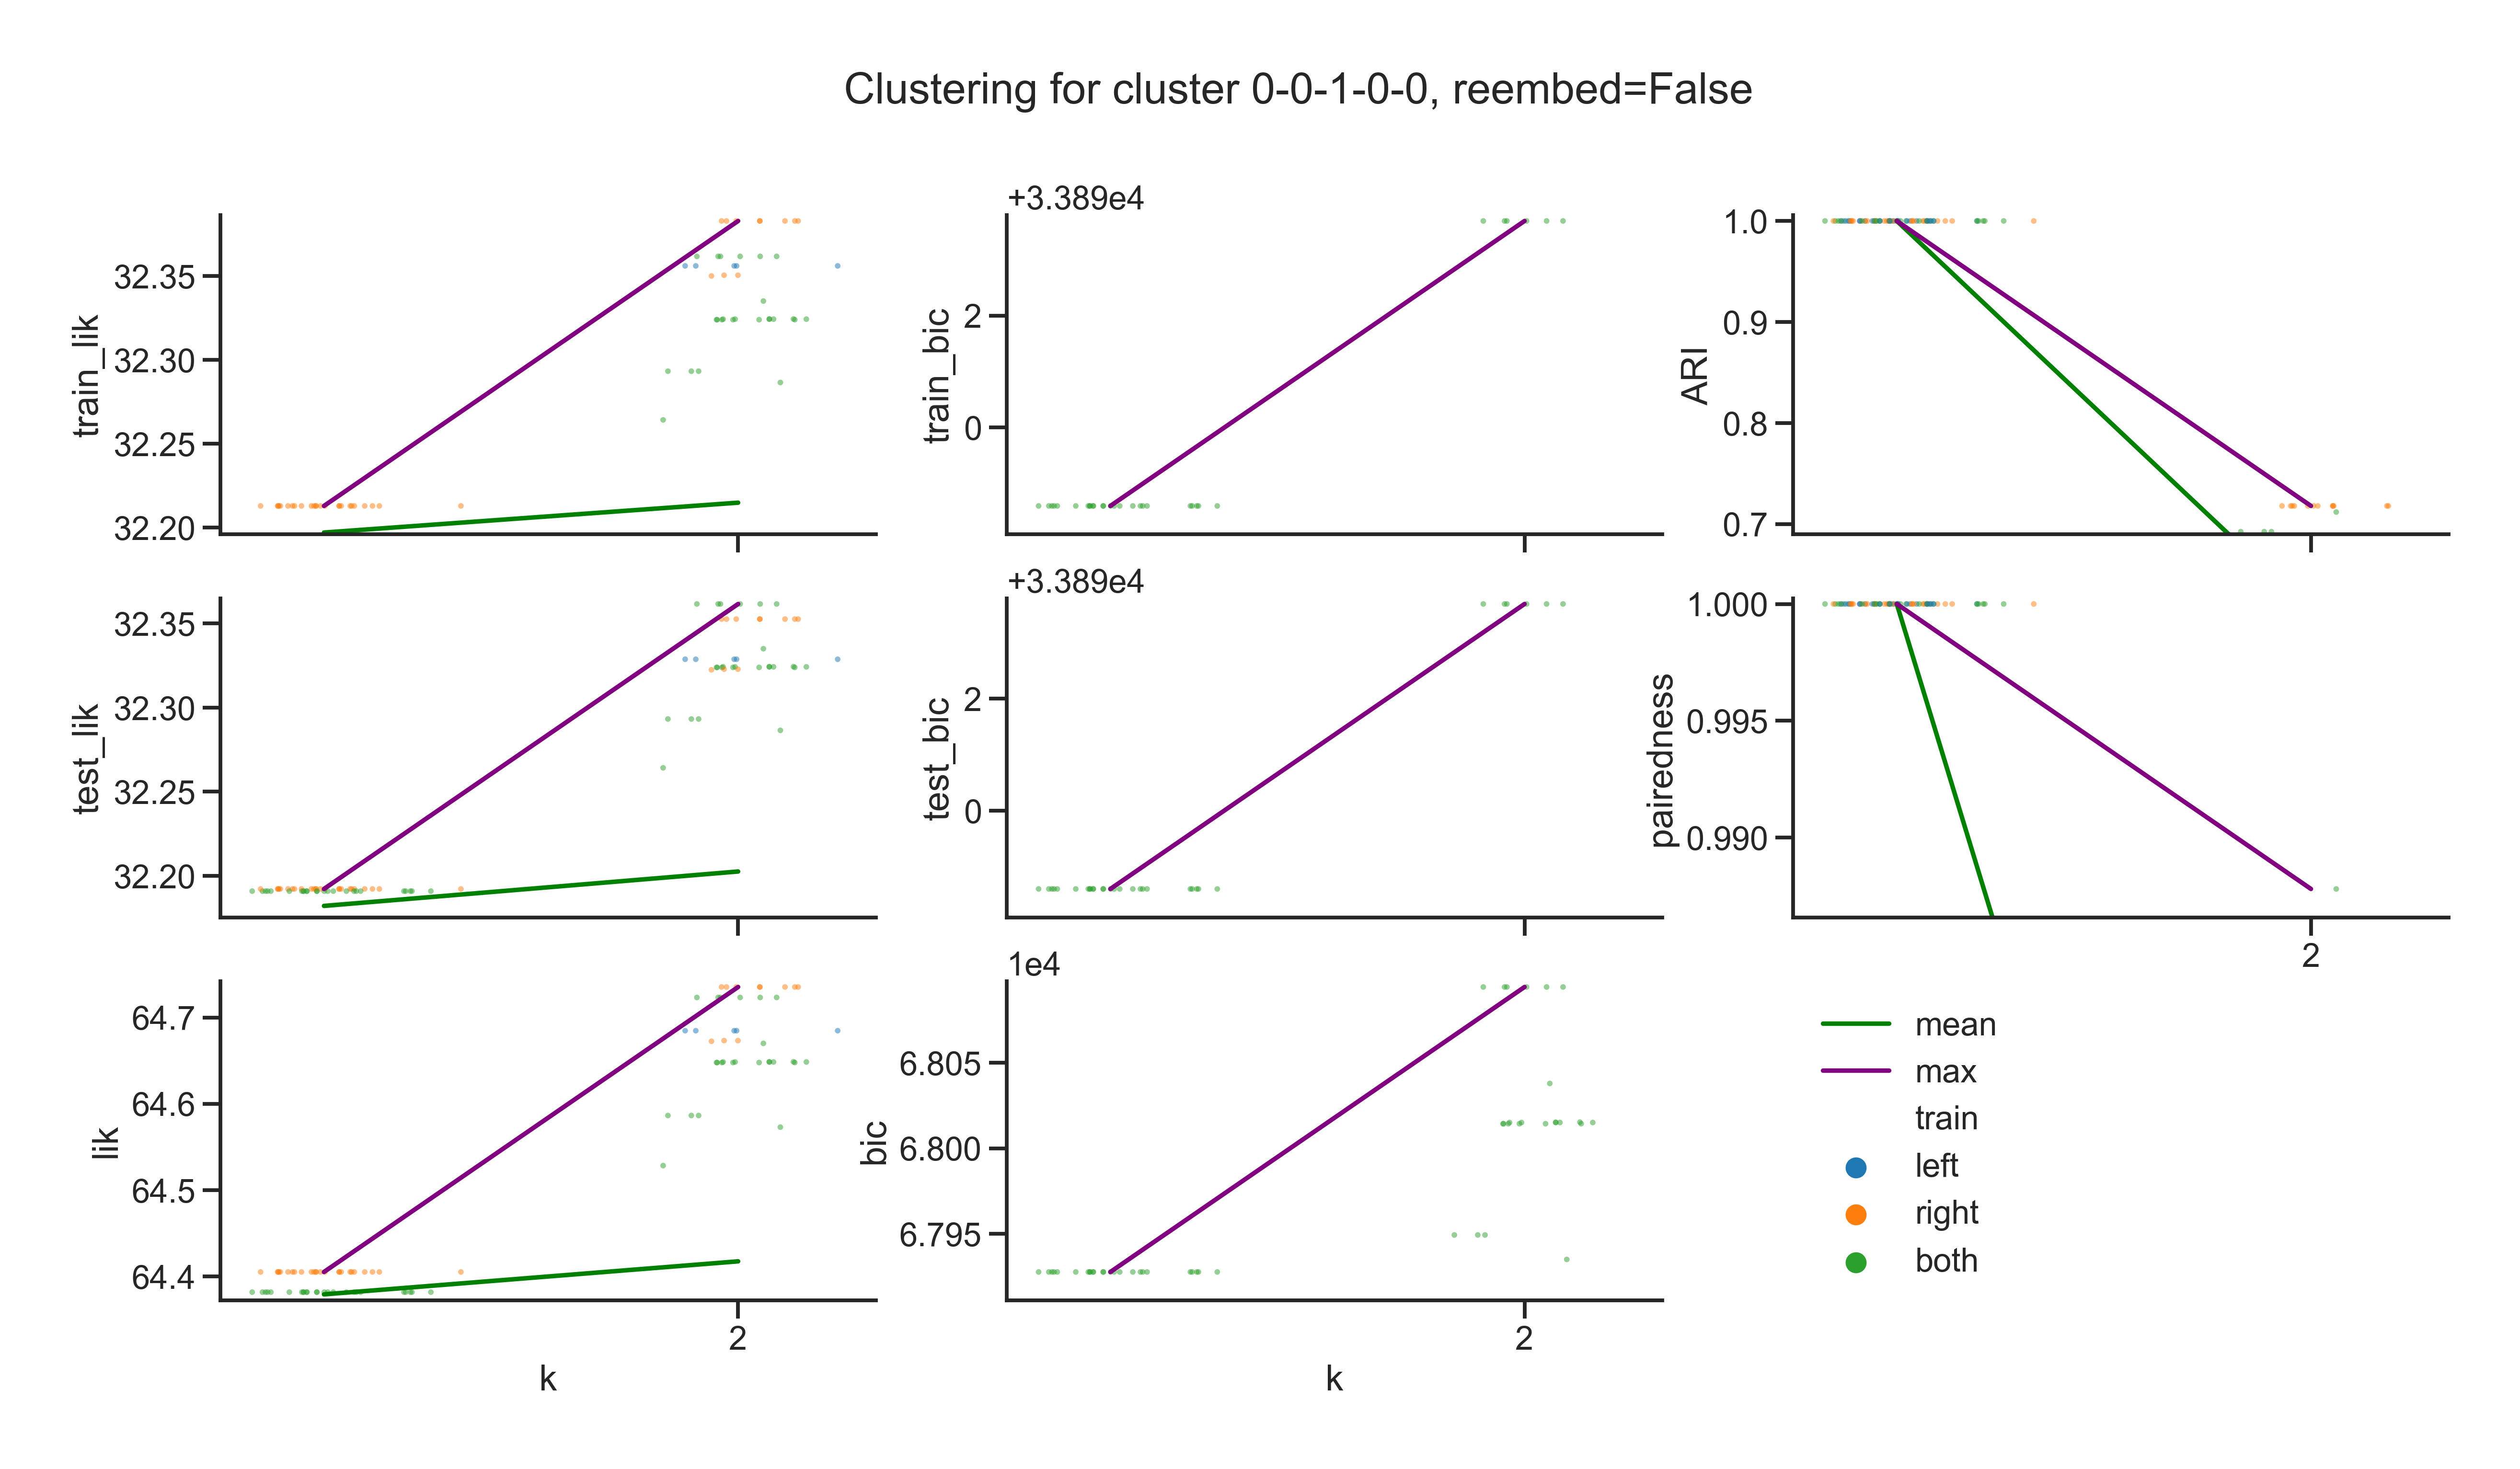 Clustering for cluster 0-0-1-0-0, reembed=False
train_lik
32.35
32.30
32.25
32.20
+3.389e4
train_bic
2
0
ARI
1.0
0.9
0.8
0.7
test_lik
32.35
32.30
32.25
32.20
+3.389e4
test_bic
2
0
pairedness
1.000
0.995
0.990
2
lik
64.7
64.6
64.5
64.4
2
k
1e4
bic
6.805
6.800
6.795
2
k
mean
max
train
left
right
both